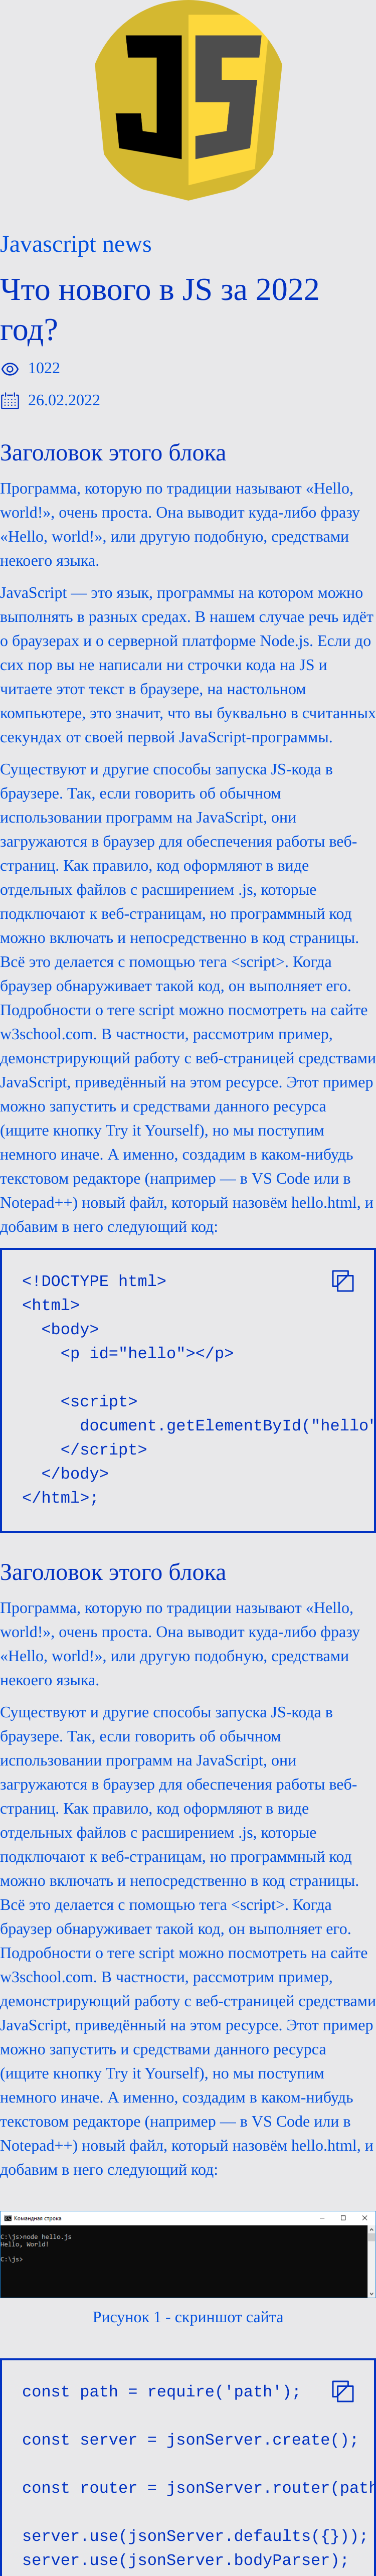 JS
Javascript news
Что нового в JS за 2022
год?
1022
26.02.2022
Заголовок этого блока
Программа, которую по традиции называют «Hello,
world!», очень проста. Она выводит куда-либо фразу
«Hello, world!», или другую подобную, средствами
некоего языка.
JavaScript — это язык, программы на котором можно
выполнять в разных средах. В нашем случае речь идёт
о браузерах и о серверной платформе Node.js. Если до
сих пор вы не написали ни строчки кода на JS и
читаете этот текст в браузере, на настольном
компьютере, это значит, что вы буквально в считанных
секундах от своей первой JavaScript-программы.
Существуют и другие способы запуска JS-кода в
браузере. Так, если говорить об обычном
использовании программ на JavaScript, они
загружаются в браузер для обеспечения работы веб-
страниц. Как правило, код оформляют в виде
отдельных файлов с расширением .js, которые
подключают к веб-страницам, но программный код
можно включать и непосредственно в код страницы.
Всё это делается с помощью тега <script>. Когда
браузер обнаруживает такой код, он выполняет его.
Подробности о теге script можно посмотреть на сайте
w3school.com. В частности, рассмотрим пример,
демонстрирующий работу с веб-страницей средствами
JavaScript, приведённый на этом ресурсе. Этот пример
можно запустить и средствами данного ресурса
(ищите кнопку Try it Yourself), но мы поступим
немного иначе. А именно, создадим в каком-нибудь
текстовом редакторе (например — в VS Code или в
Notepad++) новый файл, который назовём hello.html, и
добавим в него следующий код:
<!DOCTYPE html>
<html>
  <body>
    <p id="hello"></p>
    <script>
      document.getElementById("hello"
    </script>
  </body>
</html>;
Заголовок этого блока
Программа, которую по традиции называют «Hello,
world!», очень проста. Она выводит куда-либо фразу
«Hello, world!», или другую подобную, средствами
некоего языка.
Существуют и другие способы запуска JS-кода в
браузере. Так, если говорить об обычном
использовании программ на JavaScript, они
загружаются в браузер для обеспечения работы веб-
страниц. Как правило, код оформляют в виде
отдельных файлов с расширением .js, которые
подключают к веб-страницам, но программный код
можно включать и непосредственно в код страницы.
Всё это делается с помощью тега <script>. Когда
браузер обнаруживает такой код, он выполняет его.
Подробности о теге script можно посмотреть на сайте
w3school.com. В частности, рассмотрим пример,
демонстрирующий работу с веб-страницей средствами
JavaScript, приведённый на этом ресурсе. Этот пример
можно запустить и средствами данного ресурса
(ищите кнопку Try it Yourself), но мы поступим
немного иначе. А именно, создадим в каком-нибудь
текстовом редакторе (например — в VS Code или в
Notepad++) новый файл, который назовём hello.html, и
добавим в него следующий код:
Командная строка
C:\js>node hello.js
Hello, World!
C:\js>
Рисунок 1 - скриншот сайта
const path = require('path');
const server = jsonServer.create();
const router = jsonServer.router(path
server.use(jsonServer.defaults({}));
server.use(jsonServer.bodyParser);